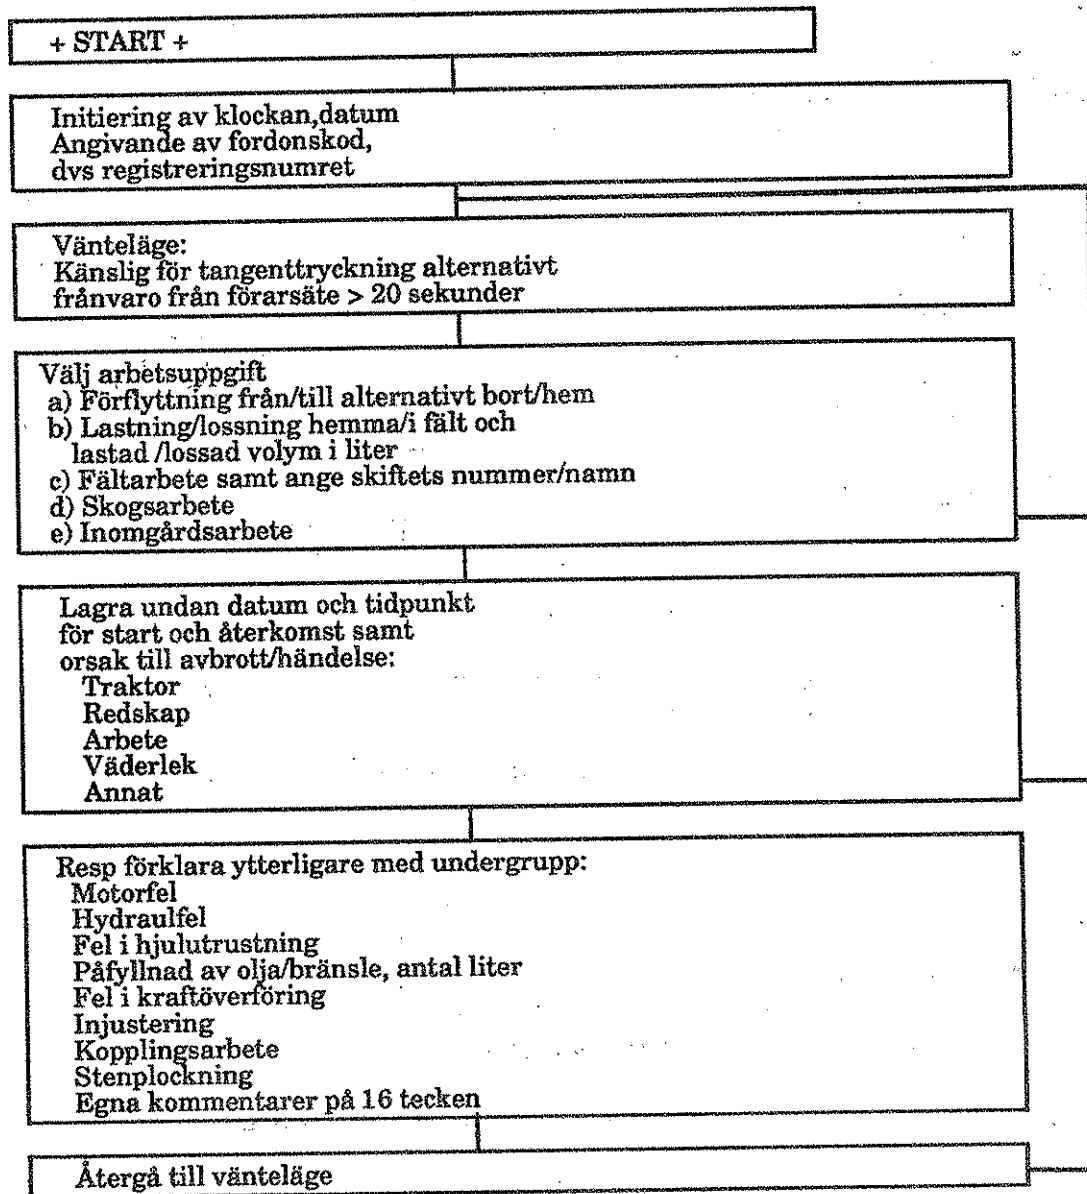 + START +
Initiering av klockan,datum
Angivande av fordonskod,
dvs registreringsnumret
Vänteläge:
Känslig för tangenttryckning alternativt
frånvaro från förarsäte > 20 sekunder
Välj arbetsuppgift
a) Förflyttning från/till alternativt bort/hem
b) Lastning/lossning hemma/i fält och
lastad /lossad volym i liter
c) Fältarbete samt ange skiftets nummer/namn
d) Skogsarbete
e) Inomgårdsarbete
Lagra undan datum och tidpunkt
för start och återkomst samt
orsak till avbrott/händelse:
Traktor
Redskap
Arbete
Väderlek
Annat
Resp förklara ytterligare med undergrupp:
Motorfel
Hydraulfel
Fel i hjulutrustning
Påfyllnad av olja/bränsle, antal liter
Fel i kraftöverföring
Injustering
Kopplingsarbete
Stenplockning
Egna kommentarer på 16 tecken
Återgå till vänteläge